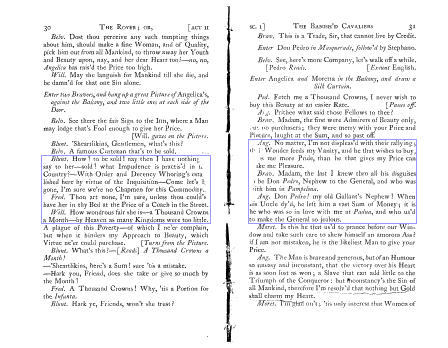 30 THE ROVER; OR, [ACT II
Belv. Dost thou perceive any such tempting things
about him, should make a fine Woman, and of Quality,
pick him out from all Mankind, to throw away her Youth
and Beauty upon, nay, and her dear Heart too!—no, no,
Angelica has rais'd the Price too high.
Will. May she languish for Mankind till she die, and
be damn'd for that one Sin alone.
Enter two Bravoes, and hang up a great Picture of Angelica's,
against the Balcony, and two little ones at each side of the
Door.
Belv. See there the fair Sign to the Inn, where a Man
may lodge that's Fool enough to give her Price.
[Will. gazes on the Picture.
Blunt. 'Sheartlikins, Gentlemen, what's this?
Belv. A famous Curtezan that's to be sold.
Blunt. How! to be sold! nay then I have nothing
to say to her—sold! what Impudence is practis'd in
Country!—With Order and Decency Whoring's
lished here by virtue of the Inquisition—Come let's
gone, I'm sure we're no Chapmen for this Commodity.
Fred. Thou art none, I'm sure, unless thou could'st
have her in thy Bed at the Price of a Coach in the Street.
Will. How wondrous fair she is—a Thousand Crowns
a Month—by Heaven as many Kingdoms were too little.
A plague of this Poverty—of which I ne'er complain,
but when it hinders my Approach to Beauty, which
Virtue ne'er could purchase. [Turns from the Picture.
Blunt. What's this?—[Reads] A Thousand Crowns a
Month!
—'Sheartlikins, here's a Sum! sure 'tis a mistake.
—Hark you, Friend, does she take or give so much by
the Month!
Fred. A Thousand Crowns! Why, 'tis a Portion for
the Infanta.
Blunt. Hark ye, Friends, won't she trust?
SC. I] THE BANISH'D CAVALIERS 31
Brav. This is a Trade, Sir, that cannot live by Credit.
Enter Don Pedro in Masquerade, follow'd by Stephano.
Belv. See, here's more Company, let's walk off a while.
[Pedro Reads. [Exeunt English.
Enter Angelica and Moretta in the Balcony, and draw a
Silk Curtain.
Ped. Fetch me a Thousand Crowns, I never wish to
buy this Beauty at an easier Rate. [Passes off.
Ang. Prithee what said those Fellows to thee?
Brav. Madam, the first were Admirers of Beauty only,
but no purchasers; they were merry with your Price and
Picture, laught at the Sum, and so past off.
Ang. No matter, I'm not displeas'd with their rallying;
Wonder feeds my Vanity, and he that wishes to buy,
me more Pride, than he that gives my Price can
me Pleasure.
Brav. Madam, the last I knew thro all his disguises
be Don Pedro, Nephew to the General, and who was
with him in Pampelona.
Ang. Don Pedro! my old Gallant's Nephew! When
Uncle dy'd, he left him a vast Sum of Money; it is
he who was so in love with me at Padua, and who us'd
to make the General so jealous.
Moret. Is this he that us'd to prance before our Win-
dow and take such care to shew himself an amorous Ass?
if I am not mistaken, he is the likeliest Man to give your
Price.
Ang. The Man is brave and generous, but of an Humour
so uneasy and inconstant, that the victory over his Heart
is as soon lost as won; a Slave that can add little to the
Triumph of the Conqueror: but inconstancy's the Sin of
all Mankind, therefore I'm resolv'd that nothing but Gold
shall charm my Heart.
Moret. I'm glad on't; 'tis only interest that Women of